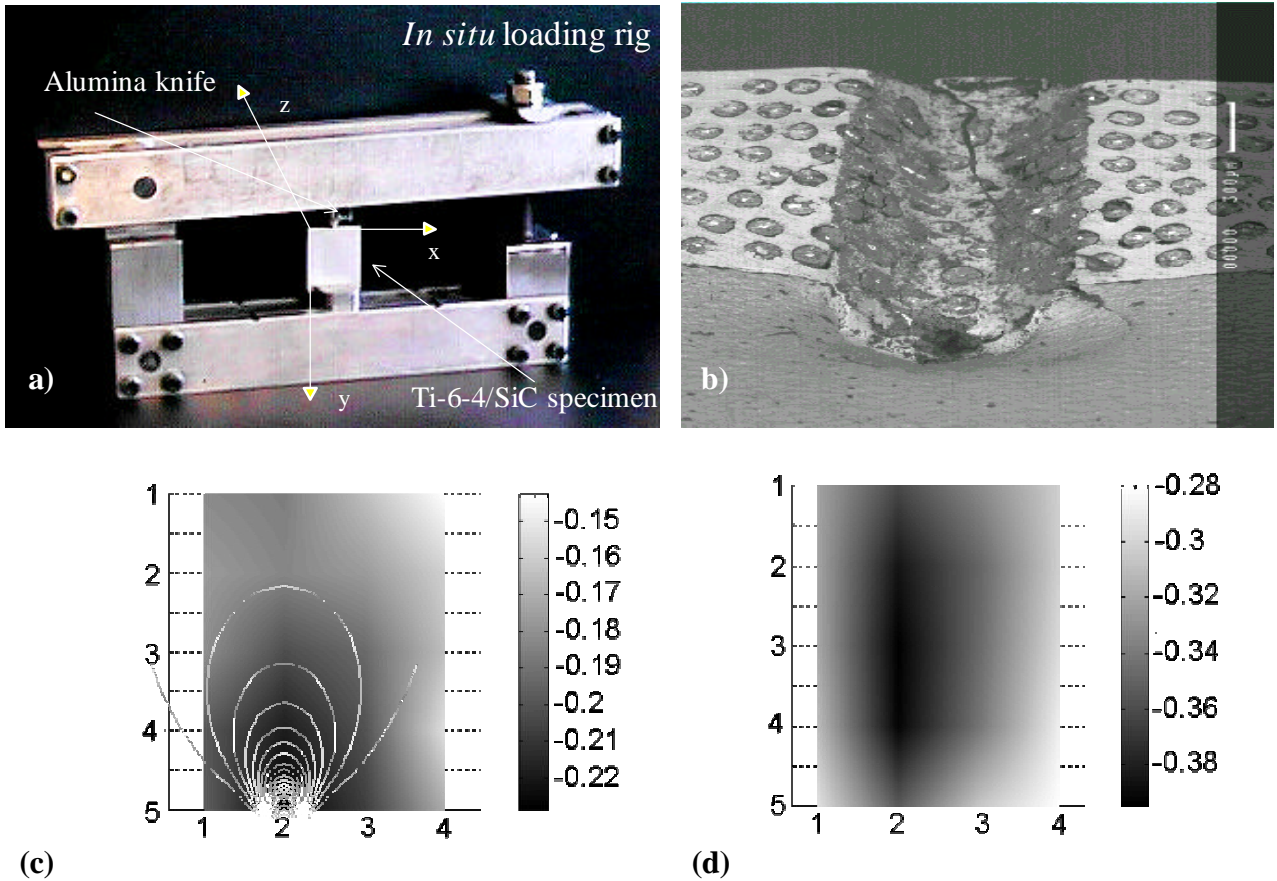 In situ loading rig
Alumina knife
z
x
a)
y
Ti-6-4/SiC specimen
b)
300µ
00000
1
2
3
4
5
1 2 3 4
-0.15
-0.16
-0.17
-0.18
-0.19
-0.2
-0.21
-0.22
(c)
1
2
3
4
5
1 2 3 4
-0.28
-0.3
-0.32
-0.34
-0.36
-0.38
(d)